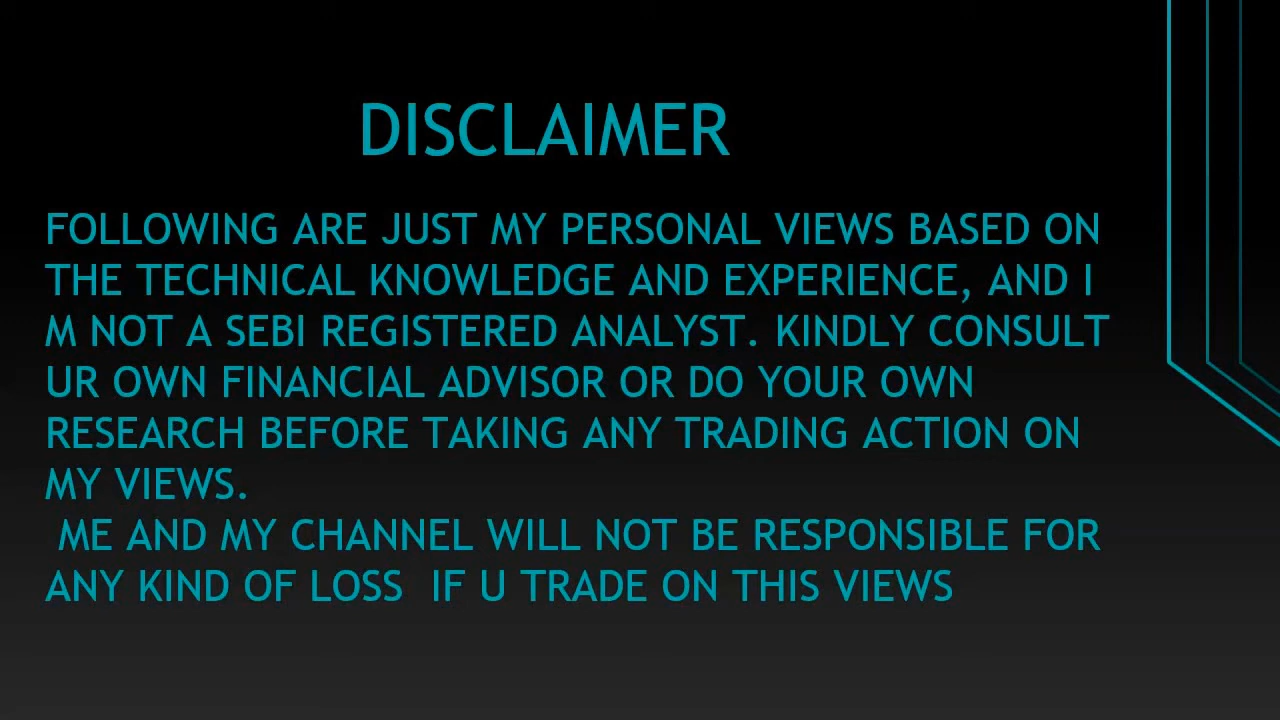 DISCLAIMER
FOLLOWING ARE JUST MY PERSONAL VIEWS BASED ON
THE TECHNICAL KNOWLEDGE AND EXPERIENCE, AND I
M NOT A SEBI REGISTERED ANALYST. KINDLY CONSULT
UR OWN FINANCIAL ADVISOR OR DO YOUR OWN
RESEARCH BEFORE TAKING ANY TRADING ACTION ON
MY VIEWS.
ME AND MY CHANNEL WILL NOT BE RESPONSIBLE FOR
ANY KIND OF LOSS  IF U TRADE ON THIS VIEWS